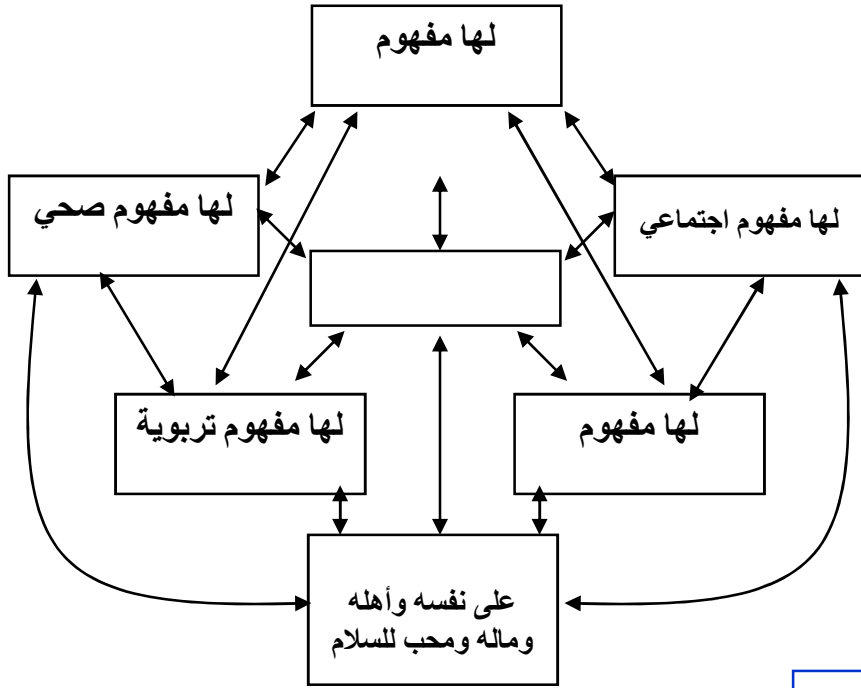 لها مفهوم
لها مفهوم صحي
لها مفهوم اجتماعي
لها مفهوم تربوية
لها مفهوم
على نفسه وأهله
وماله ومحب للسلام